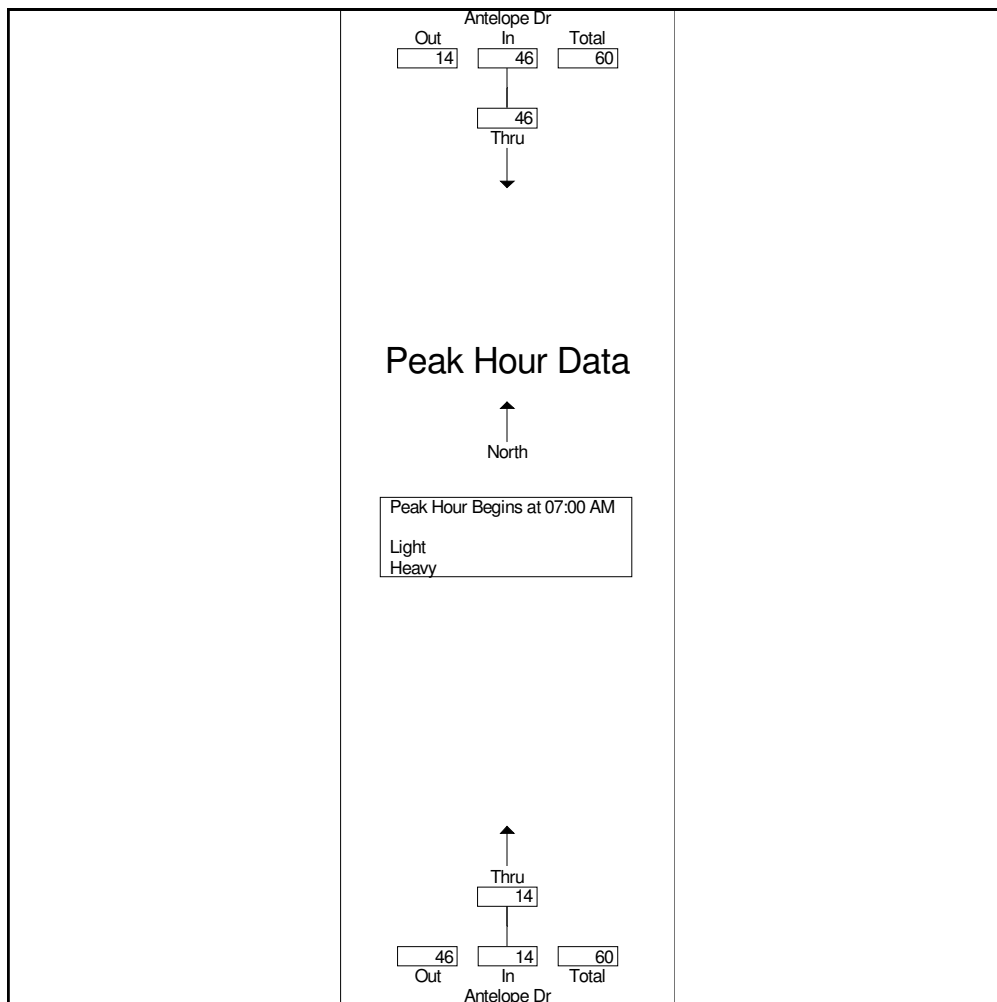 Antelope Dr
Out In Total
14 46 60
46
Thru
Peak Hour Data
North
Peak Hour Begins at 07:00 AM
Light
Heavy
Thru
14
46 14 60
Out In Total
Antelope Dr